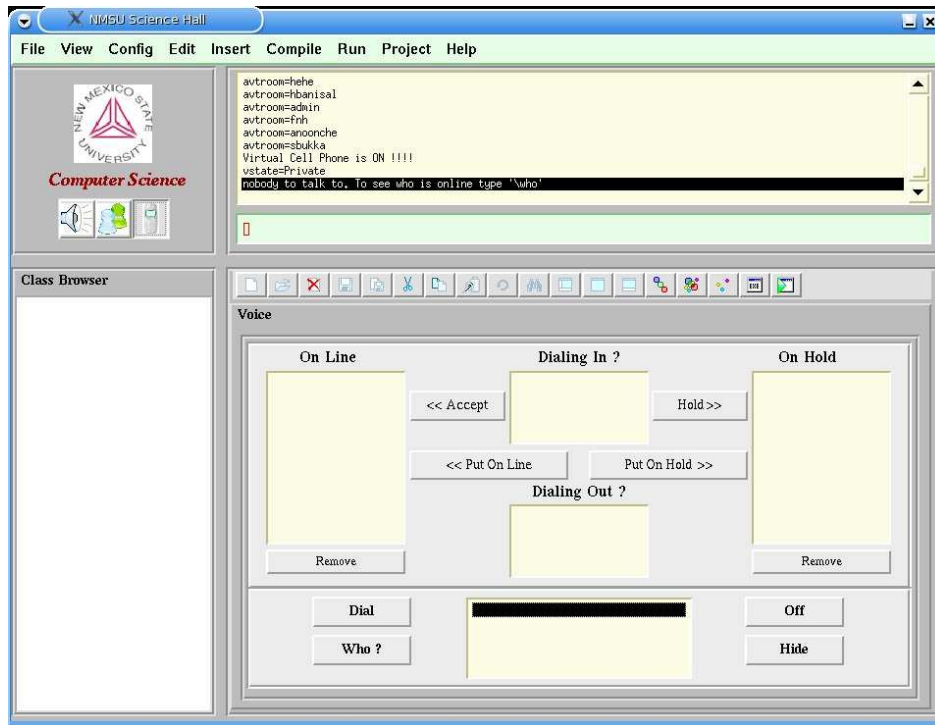 NMSU Science Hall
File View Config Edit Insert Compile Run Project Help
NEW MEXICO STATE UNIVERSITY
Computer Science
avtroom=hehe
avtroom=hbanisal
avtroom=admin
avtroom=fnh
avtroom=anoonche
avtroom=sbukka
Virtual Cell Phone is ON !!!!
vstate=Private
nobody to talk to. To see who is online type '\who'
Class Browser
Voice
On Line Dialing In ? On Hold
<< Accept Hold>>
<< Put On Line Put On Hold >>
Dialing Out ?
Remove Remove
Dial Off
Who ? Hide